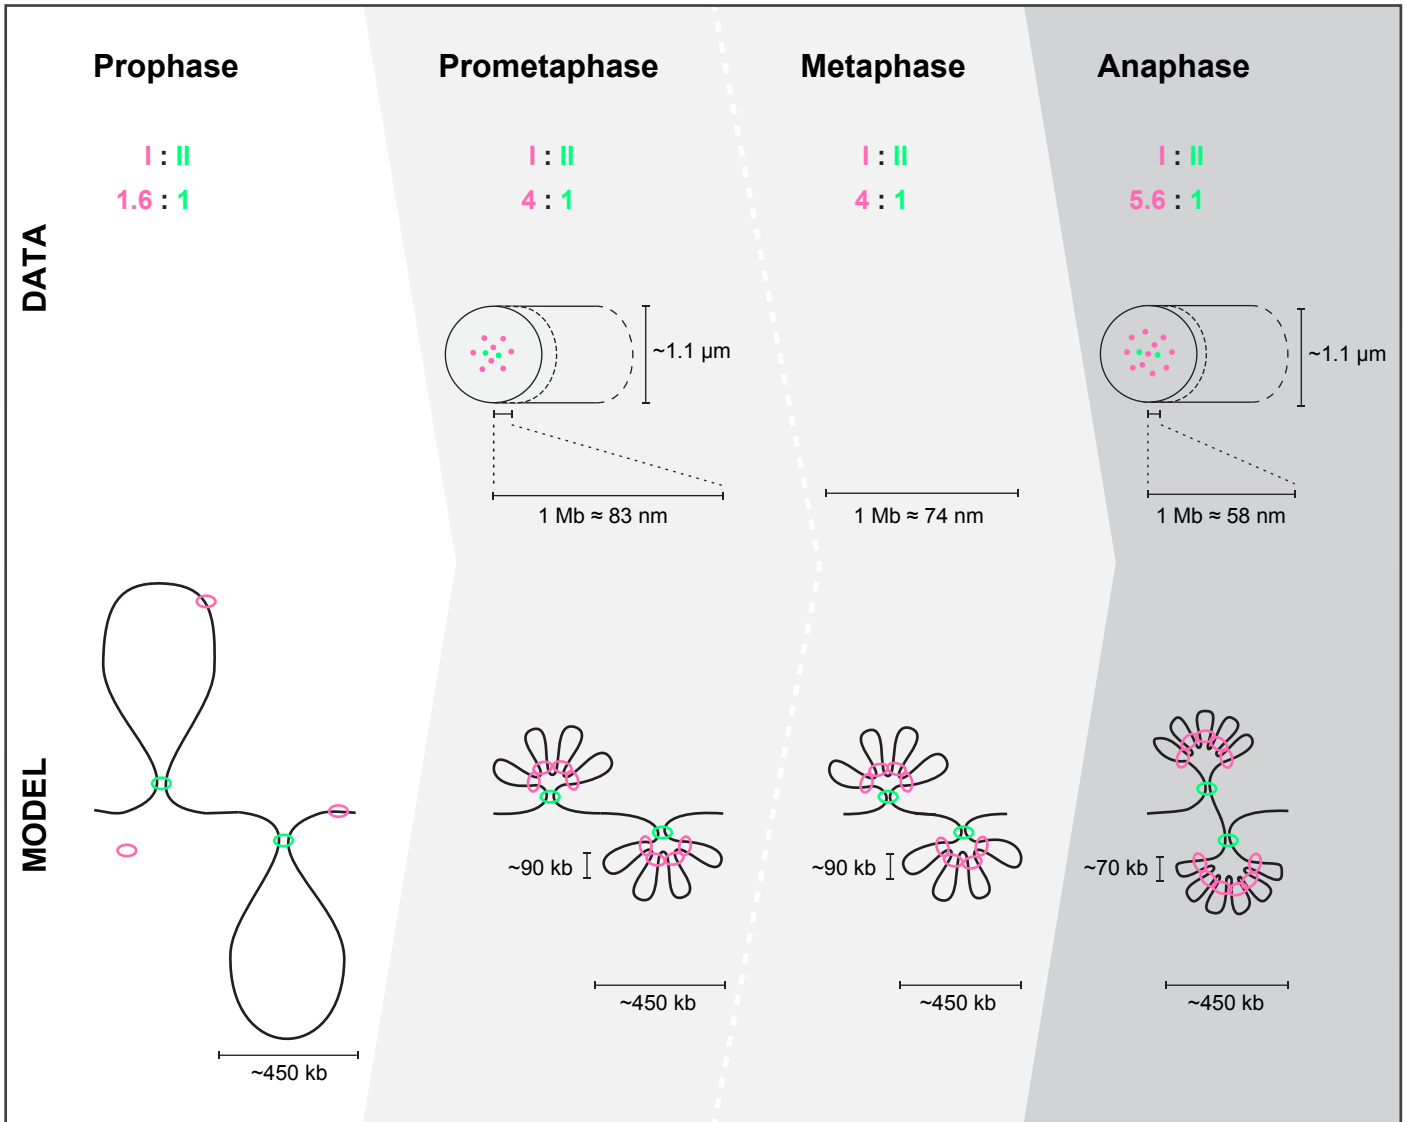 Prophase Prometaphase Metaphase Anaphase
I : II I : II I : II I : II
1.6 : 1 4 : 1 4 : 1 5.6 : 1
DATA
~1.1 µm ~1.1 µm
1 Mb ≈ 83 nm 1 Mb ≈ 74 nm 1 Mb ≈ 58 nm
MODEL
~90 kb ~90 kb ~70 kb
~450 kb ~450 kb ~450 kb
~450 kb